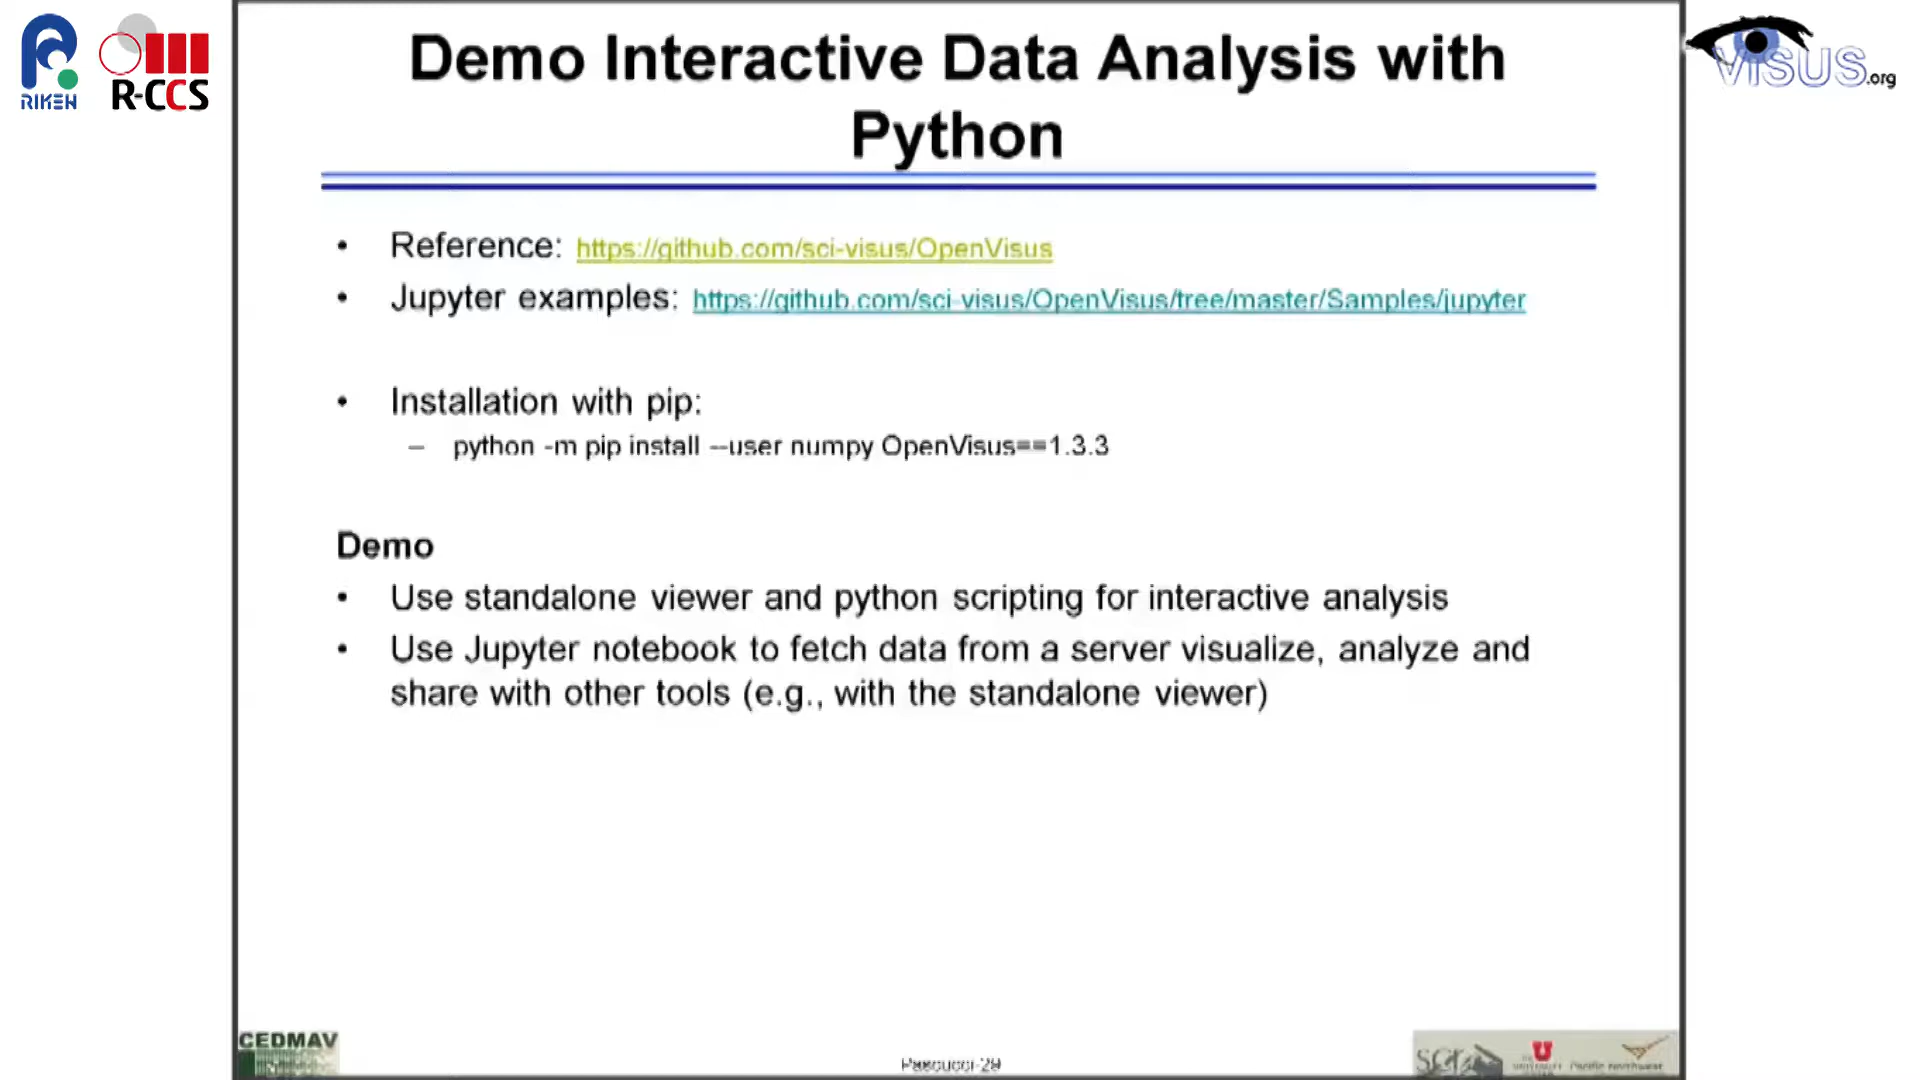 RIKEN
R-CCS
Demo Interactive Data Analysis with
Python
VISUS.org
• Reference: https://github.com/sci-visus/OpenVisus
• Jupyter examples: https://github.com/sci-visus/OpenVisus/tree/master/Samples/jupyter
• Installation with pip:
– python -m pip install --user numpy OpenVisus==1.3.3
Demo
• Use standalone viewer and python scripting for interactive analysis
• Use Jupyter notebook to fetch data from a server visualize, analyze and
share with other tools (e.g., with the standalone viewer)
CEDMAV
Pascucci-29
SCI
U
Pacific Northwest